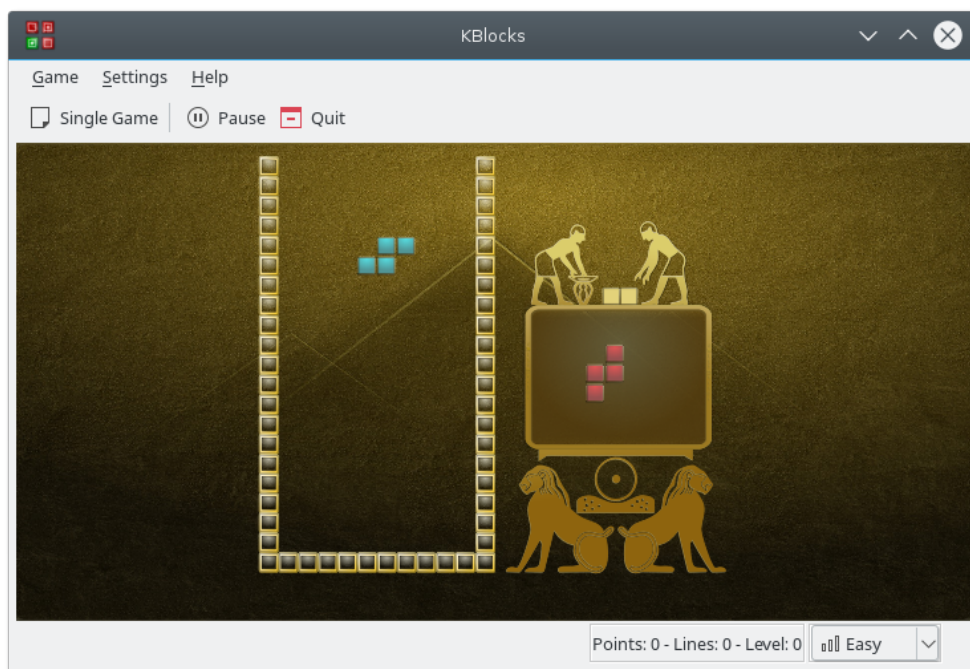 KBlocks
Game Settings Help
Single Game Pause Quit
Points: 0 - Lines: 0 - Level: 0 Easy